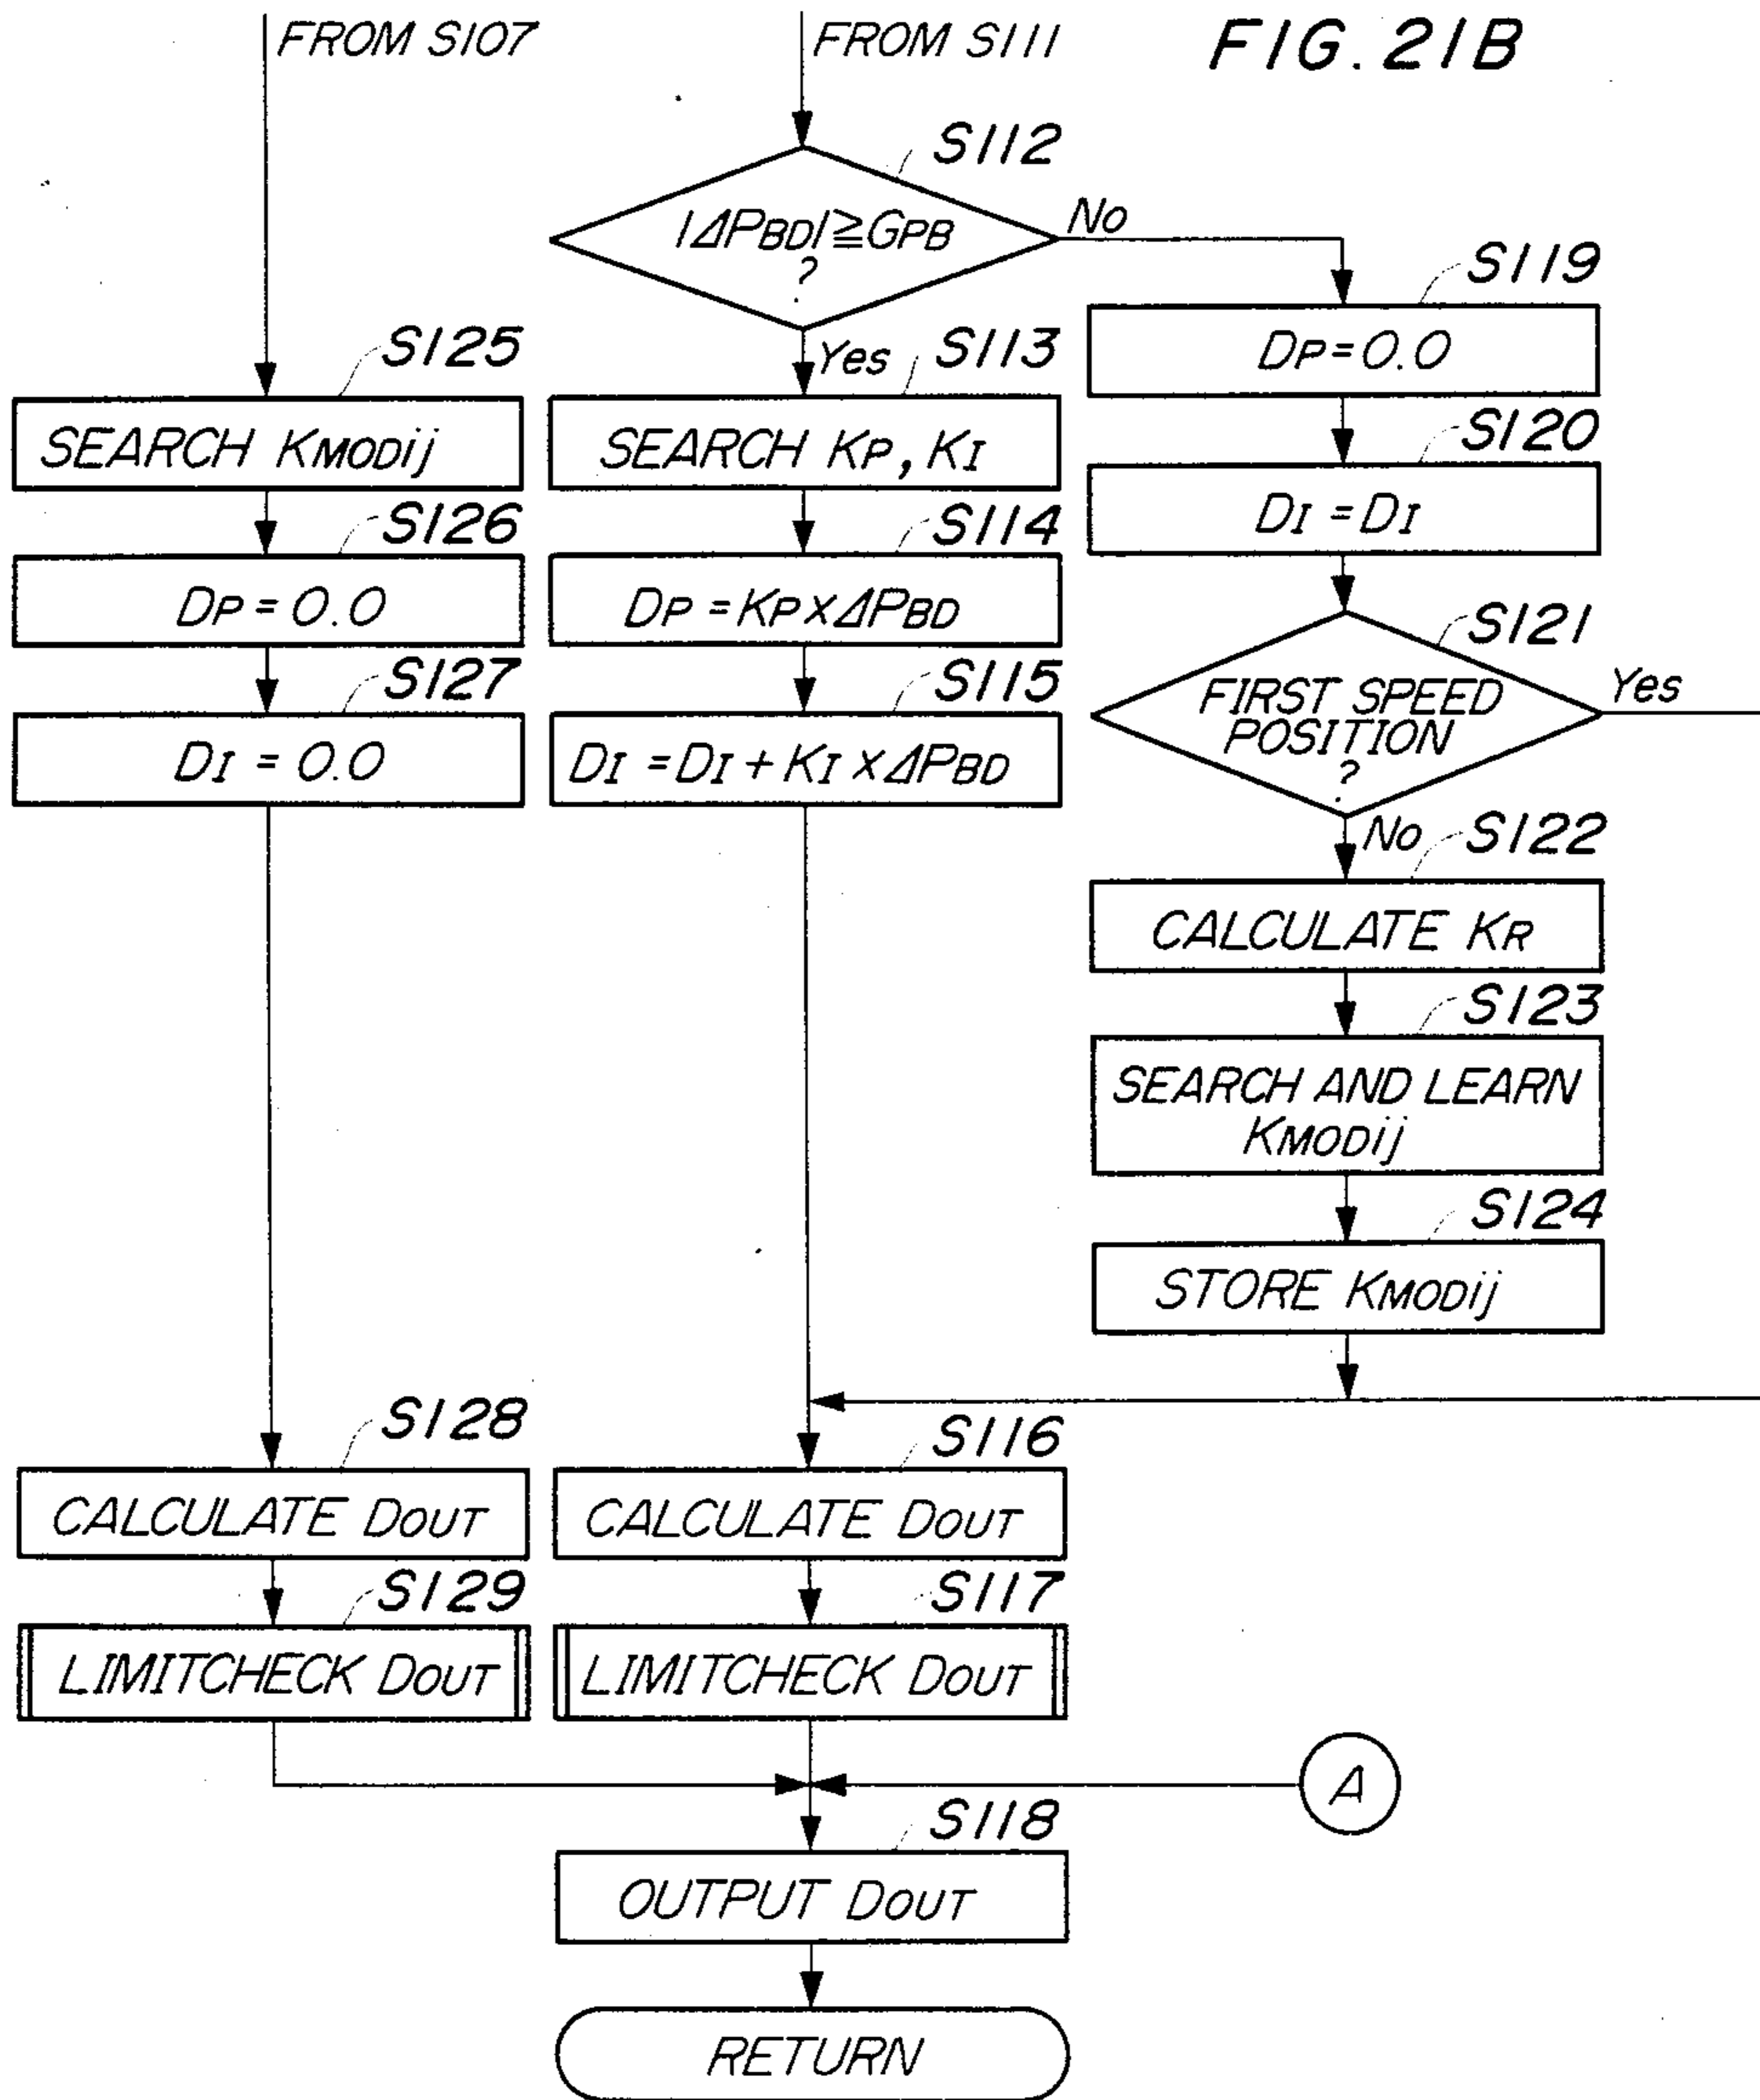 FROM S107
FROM S111
FIG. 21B
S112
|ΔPBD|≧GPB
?
No
Yes
S119
DP=0.0
S125
SEARCH KMODij
S113
SEARCH KP, KI
S120
DI=DI
S126
DP=0.0
S114
DP=KP×ΔPBD
S121
FIRST SPEED
POSITION
?
Yes
No
S127
DI=0.0
S115
DI=DI+KI×ΔPBD
S122
CALCULATE KR
S123
SEARCH AND LEARN
KMODij
S124
STORE KMODij
S128
CALCULATE DOUT
S116
CALCULATE DOUT
S129
LIMITCHECK DOUT
S117
LIMITCHECK DOUT
A
S118
OUTPUT DOUT
RETURN